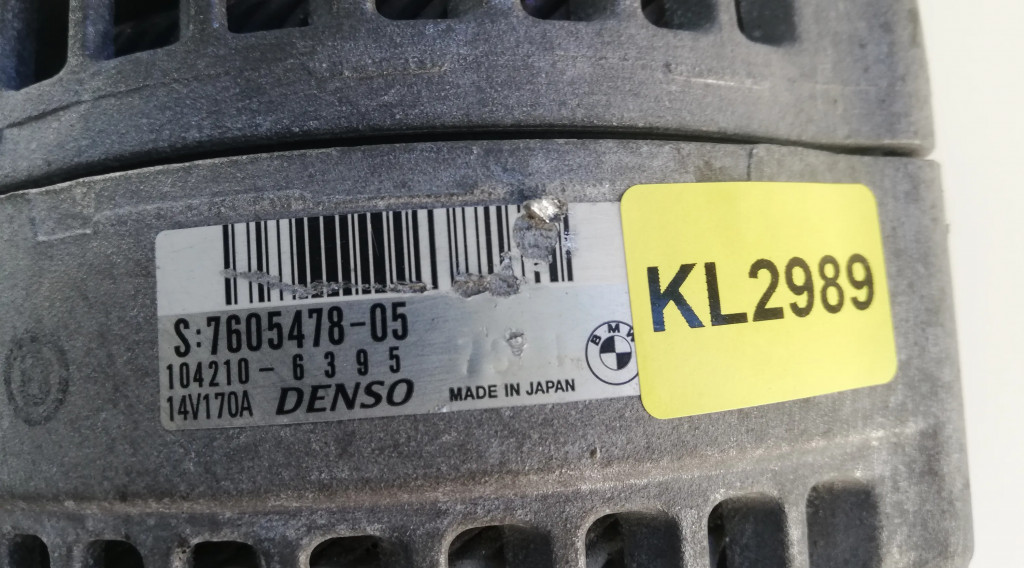 S:7605478-05
104210-6395
14V170A DENSO MADE IN JAPAN
BMW
KL2989